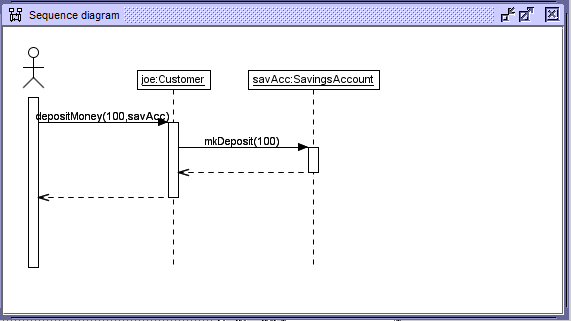 Sequence diagram
joe:Customer
savAcc:SavingsAccount
depositMoney(100,savAcc)
mkDeposit(100)